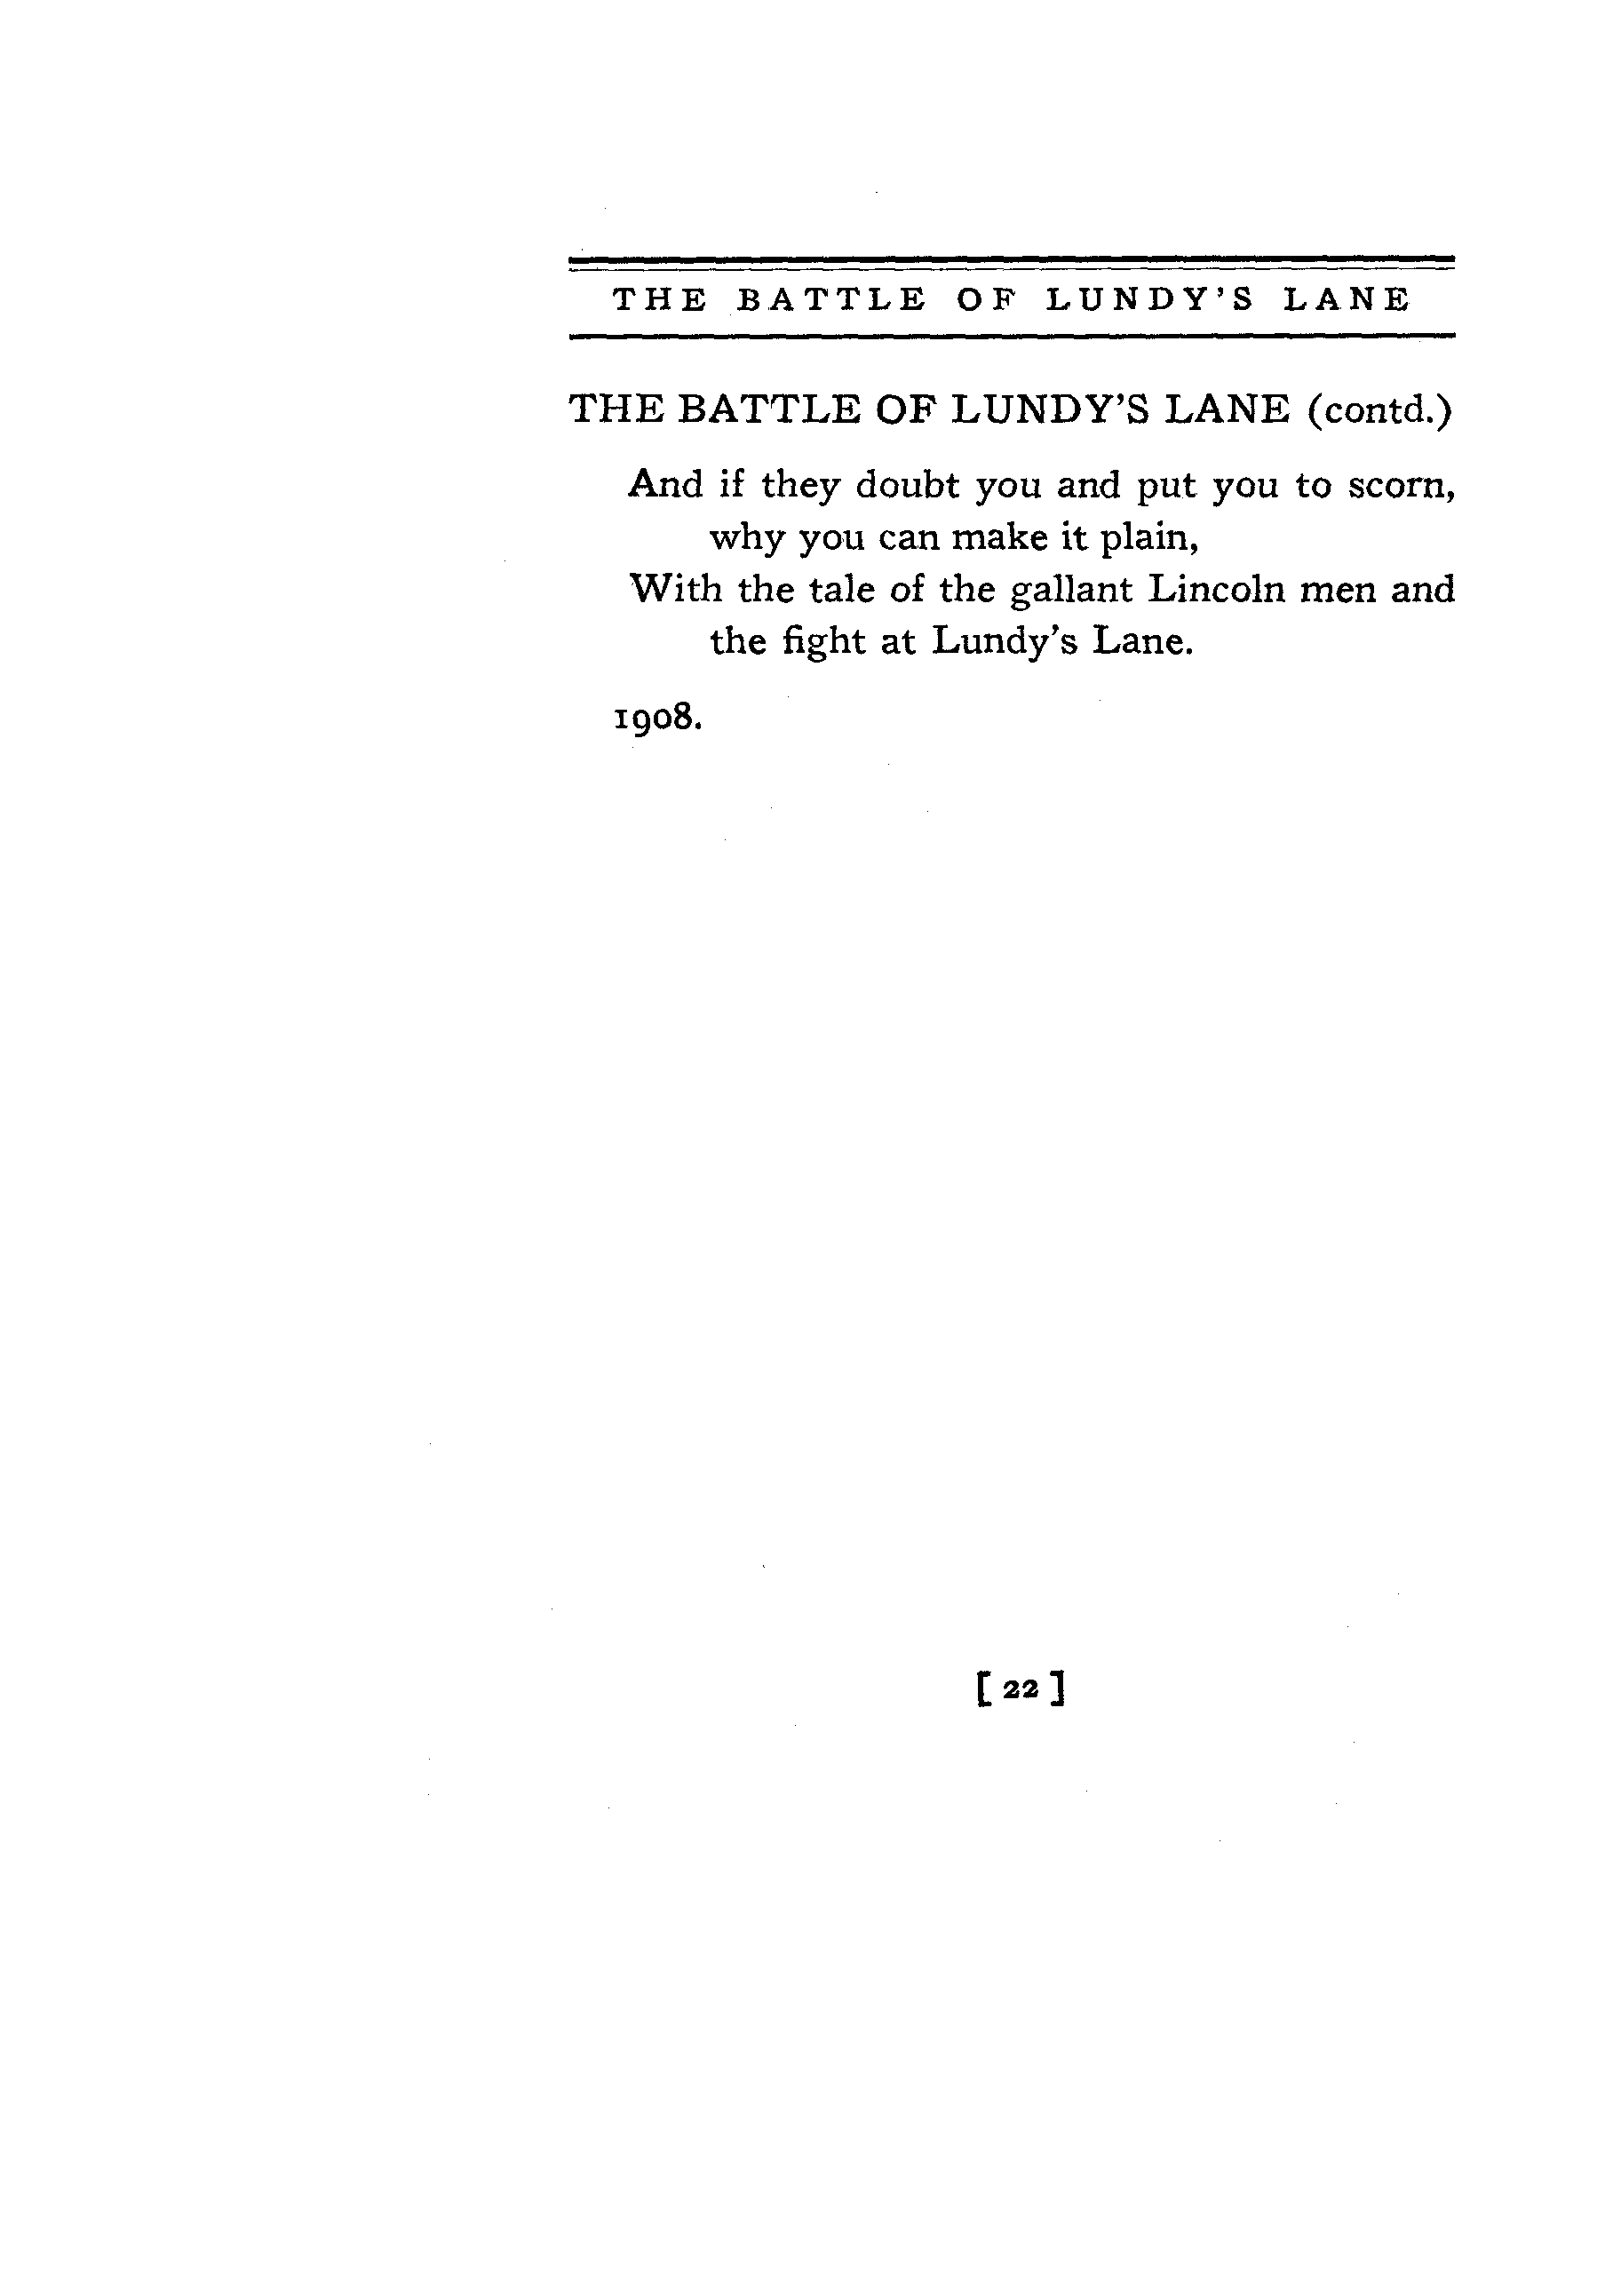 THE BATTLE OF LUNDY'S LANE
THE BATTLE OF LUNDY'S LANE (contd.)
And if they doubt you and put you to scorn,
why you can make it plain,
With the tale of the gallant Lincoln men and
the fight at Lundy's Lane.
1908.
[ 22 ]